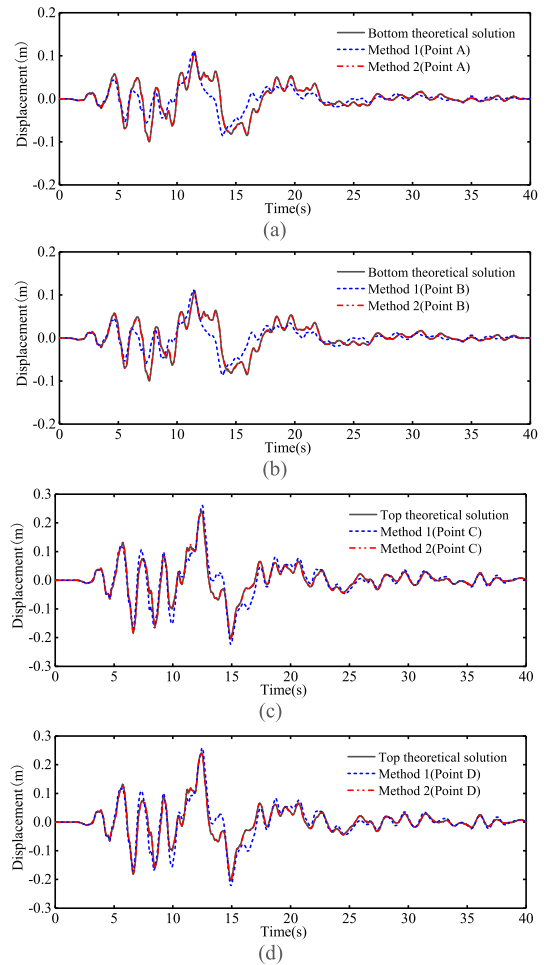 0.2
0.1
0.0
-0.1
-0.2
Displacement (m)
Bottom theoretical solution
Method 1(Point A)
Method 2(Point A)
0 5 10 15 20 25 30 35 40
Time(s)
(a)
0.2
0.1
0.0
-0.1
-0.2
Displacement (m)
Bottom theoretical solution
Method 1(Point B)
Method 2(Point B)
0 5 10 15 20 25 30 35 40
Time(s)
(b)
0.3
0.2
0.1
0.0
-0.1
-0.2
-0.3
Displacement (m)
Top theoretical solution
Method 1(Point C)
Method 2(Point C)
0 5 10 15 20 25 30 35 40
Time(s)
(c)
0.3
0.2
0.1
0.0
-0.1
-0.2
-0.3
Displacement (m)
Top theoretical solution
Method 1(Point D)
Method 2(Point D)
0 5 10 15 20 25 30 35 40
Time(s)
(d)